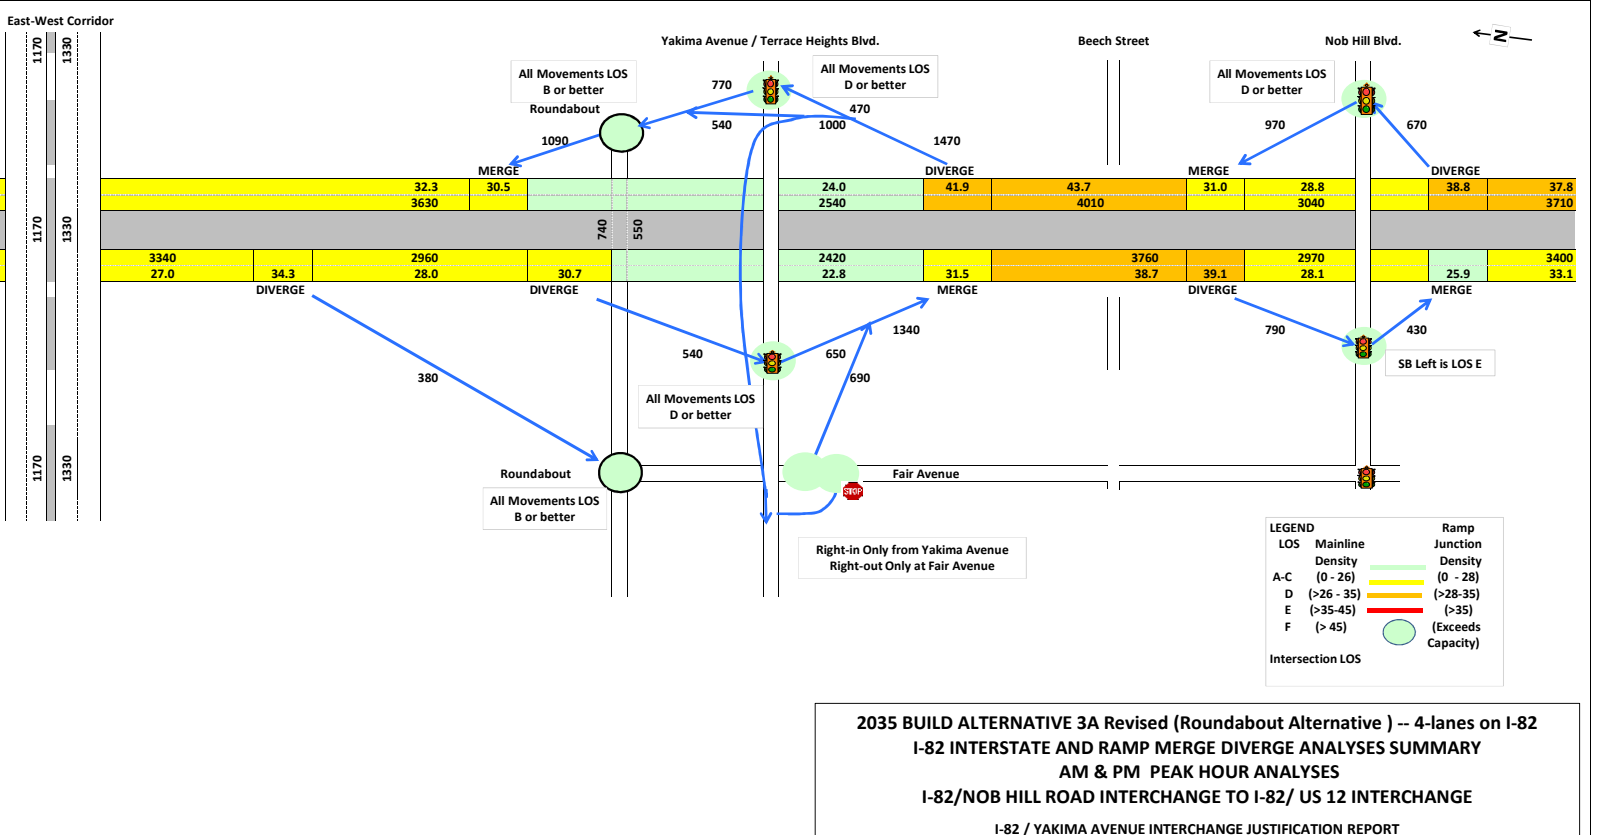 East-West Corridor
1170
1330
Yakima Avenue / Terrace Heights Blvd.
Beech Street
Nob Hill Blvd.
N
All Movements LOS
B or better
Roundabout
770
All Movements LOS
D or better
All Movements LOS
D or better
540
470
1000
1090
1470
970
670
MERGE
DIVERGE
MERGE
DIVERGE
32.3
30.5
24.0
41.9
43.7
31.0
28.8
38.8
37.8
3630
2540
4010
3040
3710
1170
1330
740
550
3340
2960
2420
3760
2970
3400
27.0
34.3
28.0
30.7
22.8
31.5
38.7
39.1
28.1
25.9
33.1
DIVERGE
DIVERGE
MERGE
DIVERGE
MERGE
1340
790
430
540
650
SB Left is LOS E
380
690
All Movements LOS
D or better
1170
1330
Roundabout
Fair Avenue
STOP
All Movements LOS
B or better
Right-in Only from Yakima Avenue
Right-out Only at Fair Avenue
LEGEND Ramp
LOS Mainline Junction
Density Density
A-C (0 - 26) (0 - 28)
D (>26 - 35) (>28-35)
E (>35-45) (>35)
F (> 45) (Exceeds
Capacity)
Intersection LOS
2035 BUILD ALTERNATIVE 3A Revised (Roundabout Alternative ) -- 4-lanes on I-82
I-82 INTERSTATE AND RAMP MERGE DIVERGE ANALYSES SUMMARY
AM & PM PEAK HOUR ANALYSES
I-82/NOB HILL ROAD INTERCHANGE TO I-82/ US 12 INTERCHANGE
I-82 / YAKIMA AVENUE INTERCHANGE JUSTIFICATION REPORT